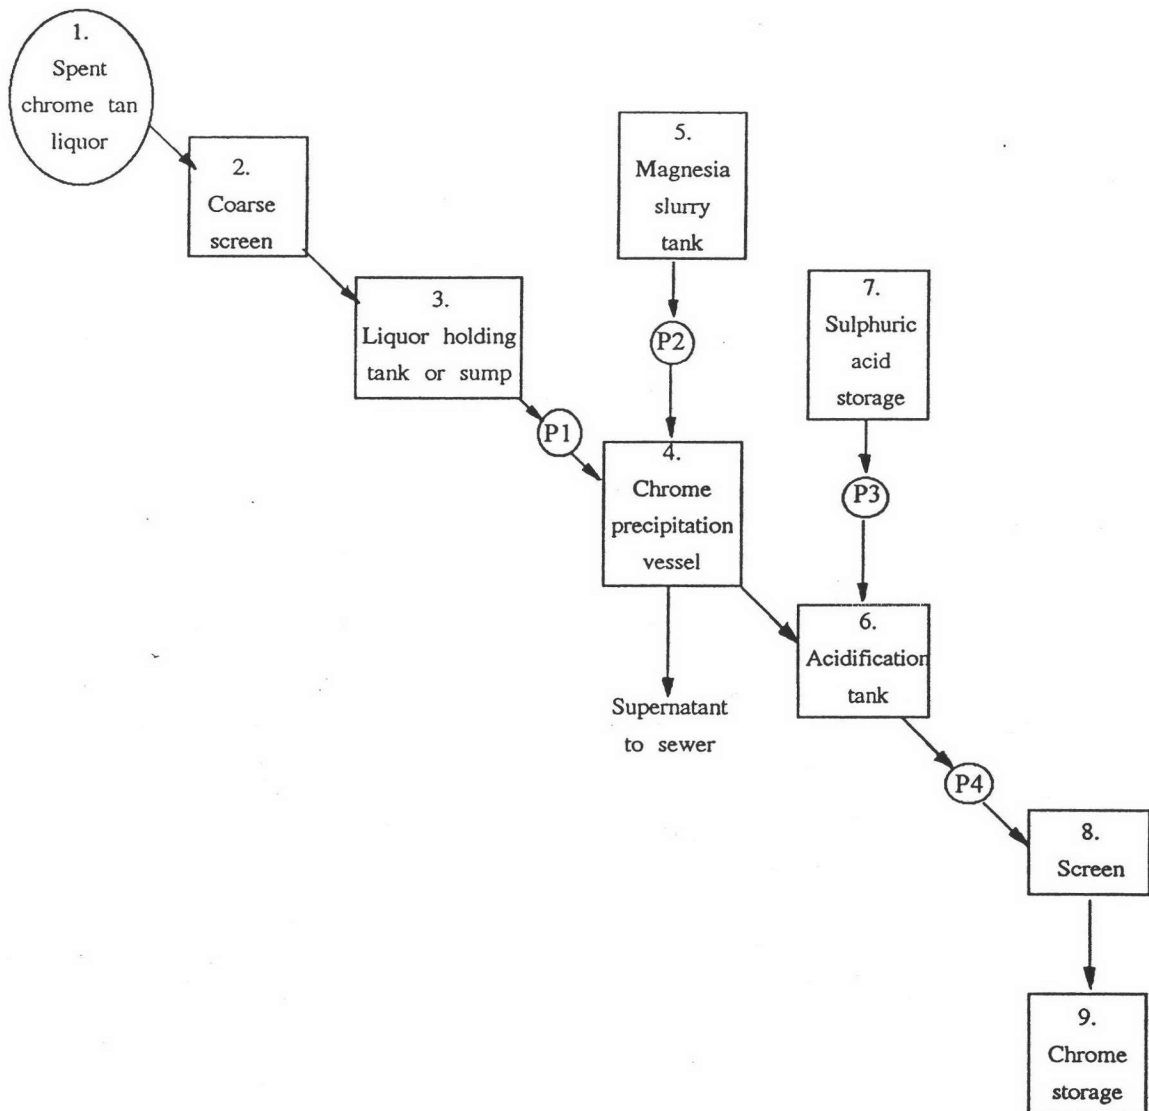 1.
Spent
chrome tan
liquor
2.
Coarse
screen
3.
Liquor holding
tank or sump
P1
5.
Magnesia
slurry
tank
P2
4.
Chrome
precipitation
vessel
Supernatant
to sewer
7.
Sulphuric
acid
storage
P3
6.
Acidification
tank
P4
8.
Screen
9.
Chrome
storage